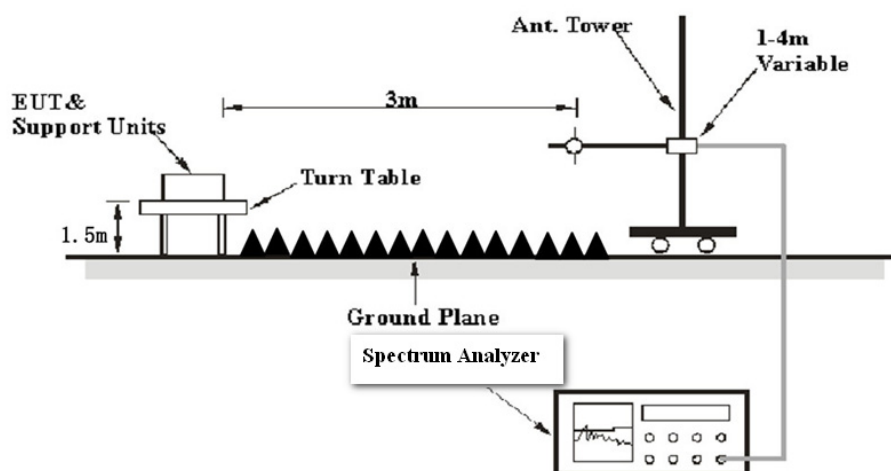 Ant. Tower
1-4m
Variable
3m
EUT &
Support Units
Turn Table
1.5m
Ground Plane
Spectrum Analyzer